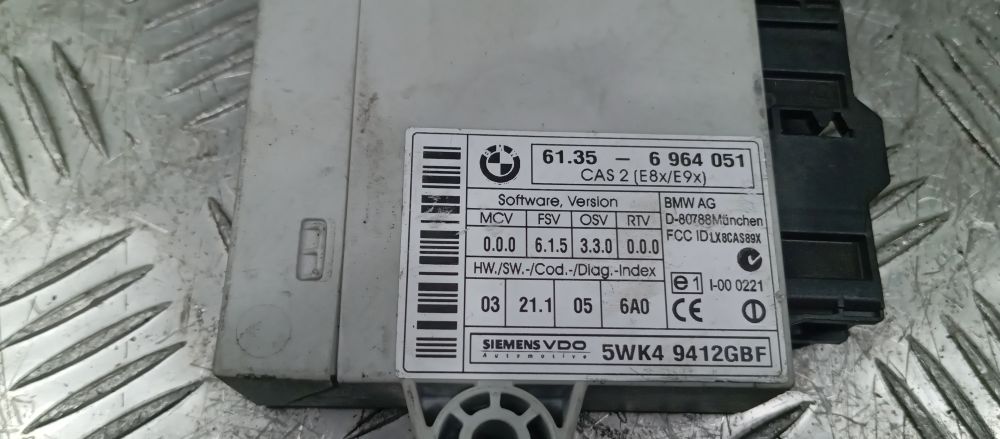 61.35 - 6 964 051
CAS 2 (E8x/E9x)
Software, Version
MCV FSV OSV RTV
0.0.0 6.1.5 3.3.0 0.0.0
HW./SW.-/Cod.-/Diag.-Index
03 21.1 05 6A0
BMW AG
D-80788München
FCC ID:LX8CAS89X
e1 I-00 0221
CE
SIEMENS VDO
Automotive
5WK4 9412GBF